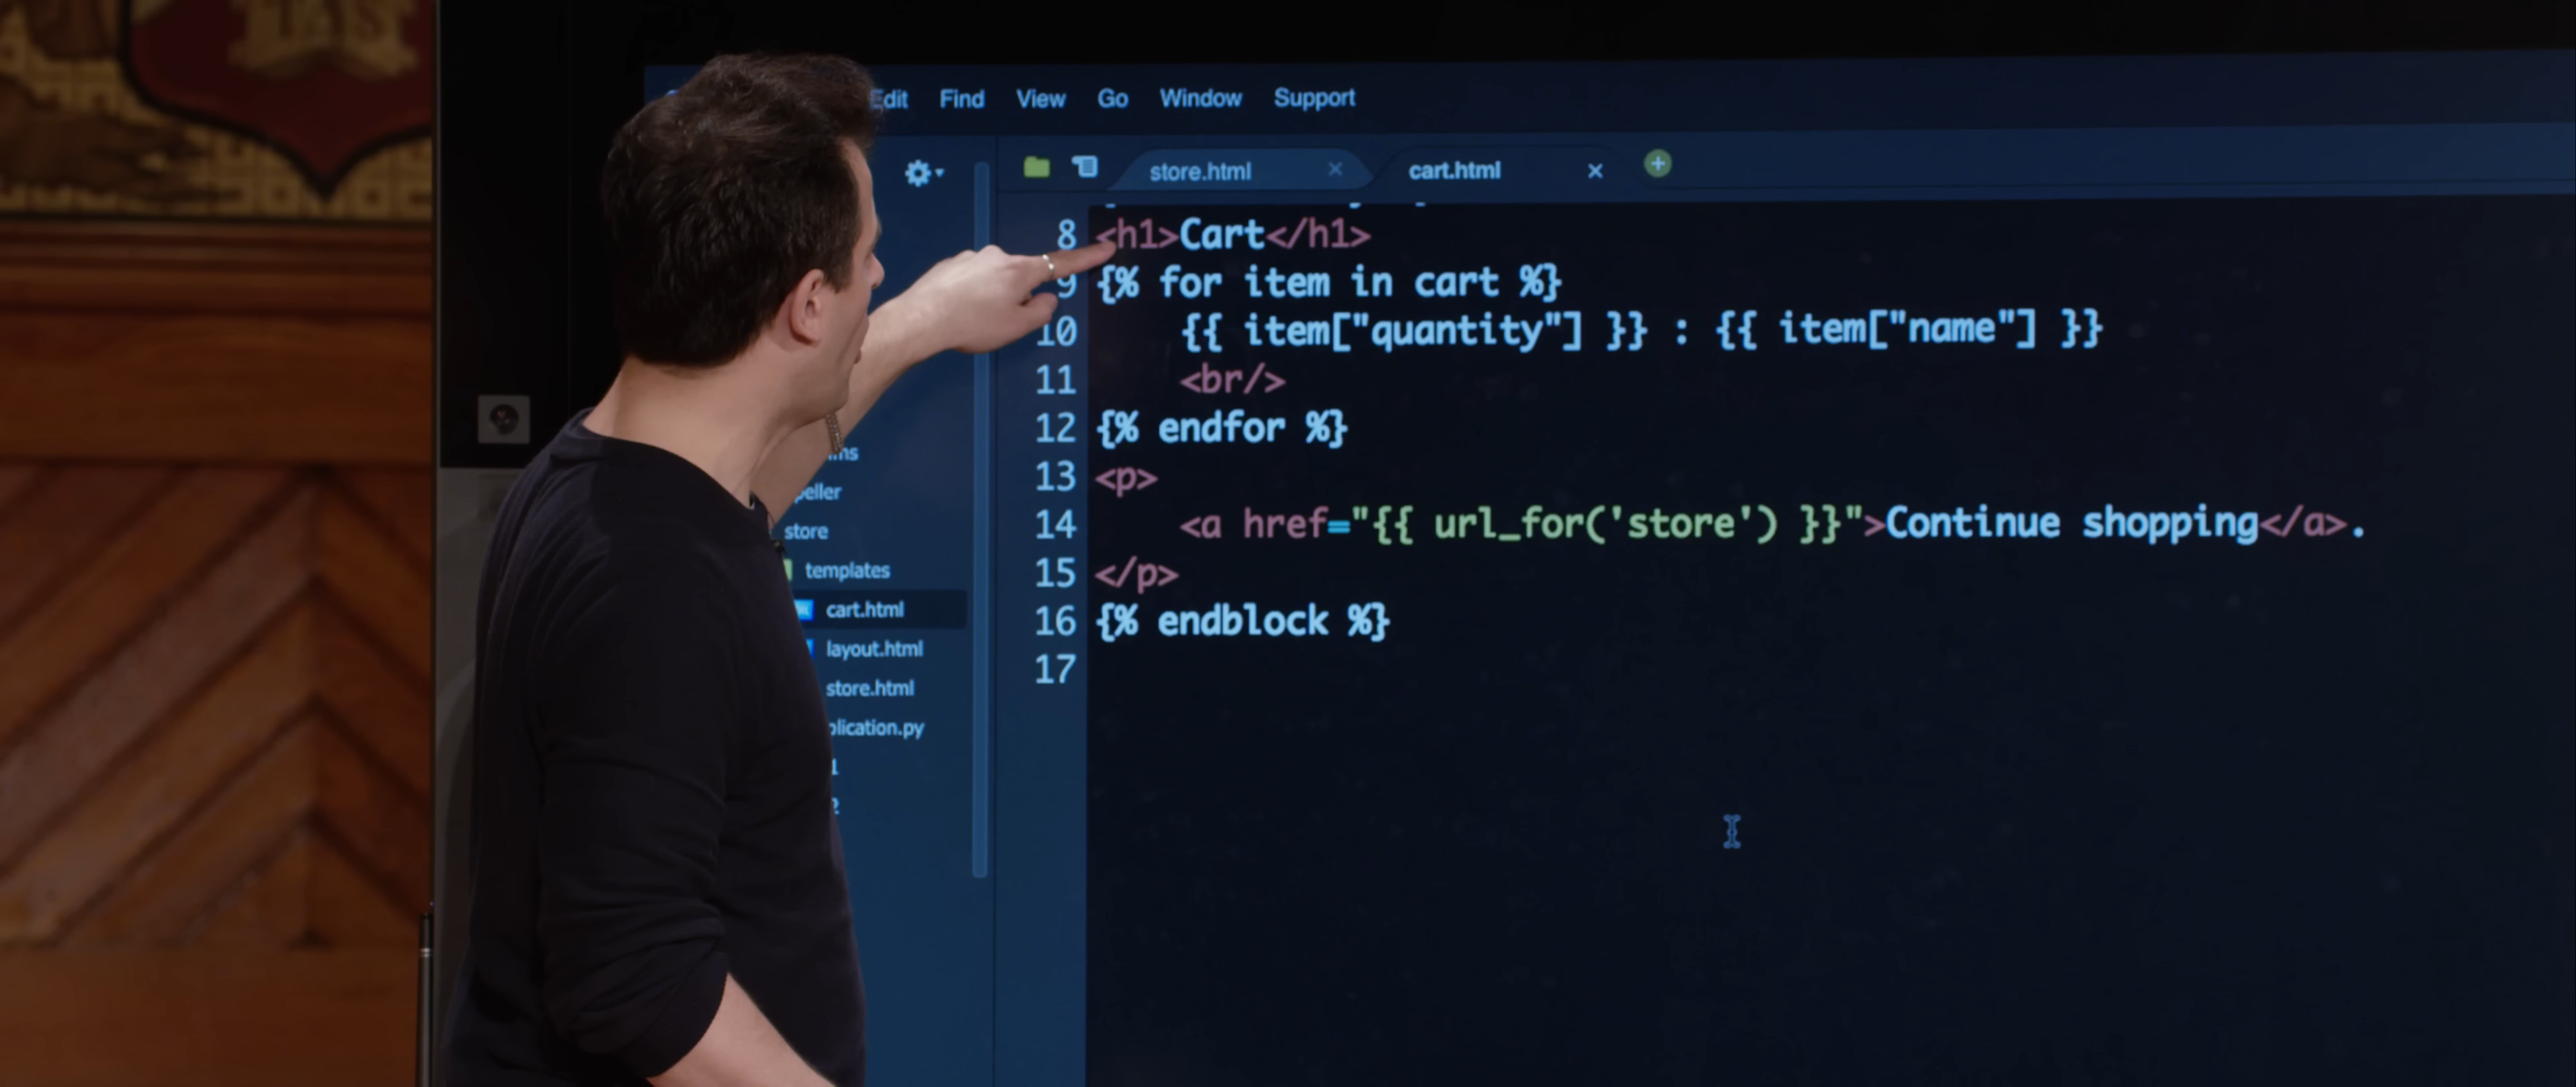 TAS
Edit Find View Go Window Support
store.html × cart.html ×
8 <h1>Cart</h1>
9 {% for item in cart %}
10 {{ item["quantity"] }} : {{ item["name"] }}
11 <br/>
12 {% endfor %}
13 <p>
14 <a href="{{ url_for('store') }}">Continue shopping</a>.
15 </p>
16 {% endblock %}
17
store
templates
cart.html
layout.html
store.html